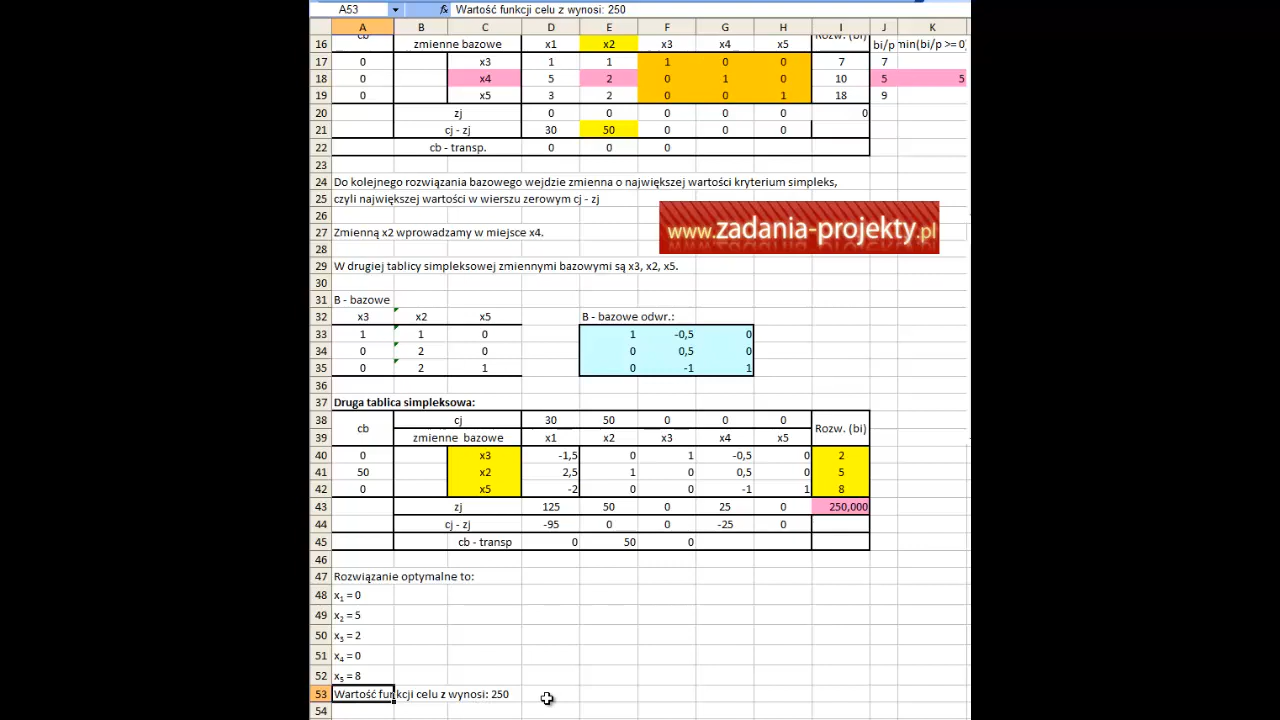 A53 fx Wartość funkcji celu z wynosi: 250
A B C D E F G H I J K
16 cb zmienne bazowe x1 x2 x3 x4 x5 Rozw. (bi) bi/p min(bi/p >= 0)
17 0 x3 1 1 1 0 0 7 7
18 0 x4 5 2 0 1 0 10 5 5
19 0 x5 3 2 0 0 1 18 9
20 zj 0 0 0 0 0 0
21 cj - zj 30 50 0 0 0
22 cb - transp. 0 0 0
23
24 Do kolejnego rozwiązania bazowego wejdzie zmienna o największej wartości kryterium simpleks,
25 czyli największej wartości w wierszu zerowym cj - zj
26
www.zadania-projekty.pl
27 Zmienną x2 wprowadzamy w miejsce x4.
28
29 W drugiej tablicy simpleksowej zmiennymi bazowymi są x3, x2, x5.
30
31 B - bazowe
32 x3 x2 x5 B - bazowe odwr.:
33 1 1 0 1 -0,5 0
34 0 2 0 0 0,5 0
35 0 2 1 0 -1 1
36
37 Druga tablica simpleksowa:
38 cb cj 30 50 0 0 0 Rozw. (bi)
39 zmienne bazowe x1 x2 x3 x4 x5
40 0 x3 -1,5 0 1 -0,5 0 2
41 50 x2 2,5 1 0 0,5 0 5
42 0 x5 -2 0 0 -1 1 8
43 zj 125 50 0 25 0 250,000
44 cj - zj -95 0 0 -25 0
45 cb - transp 0 50 0
46
47 Rozwiązanie optymalne to:
48 x1 = 0
49 x2 = 5
50 x3 = 2
51 x4 = 0
52 x5 = 8
53 Wartość funkcji celu z wynosi: 250
54